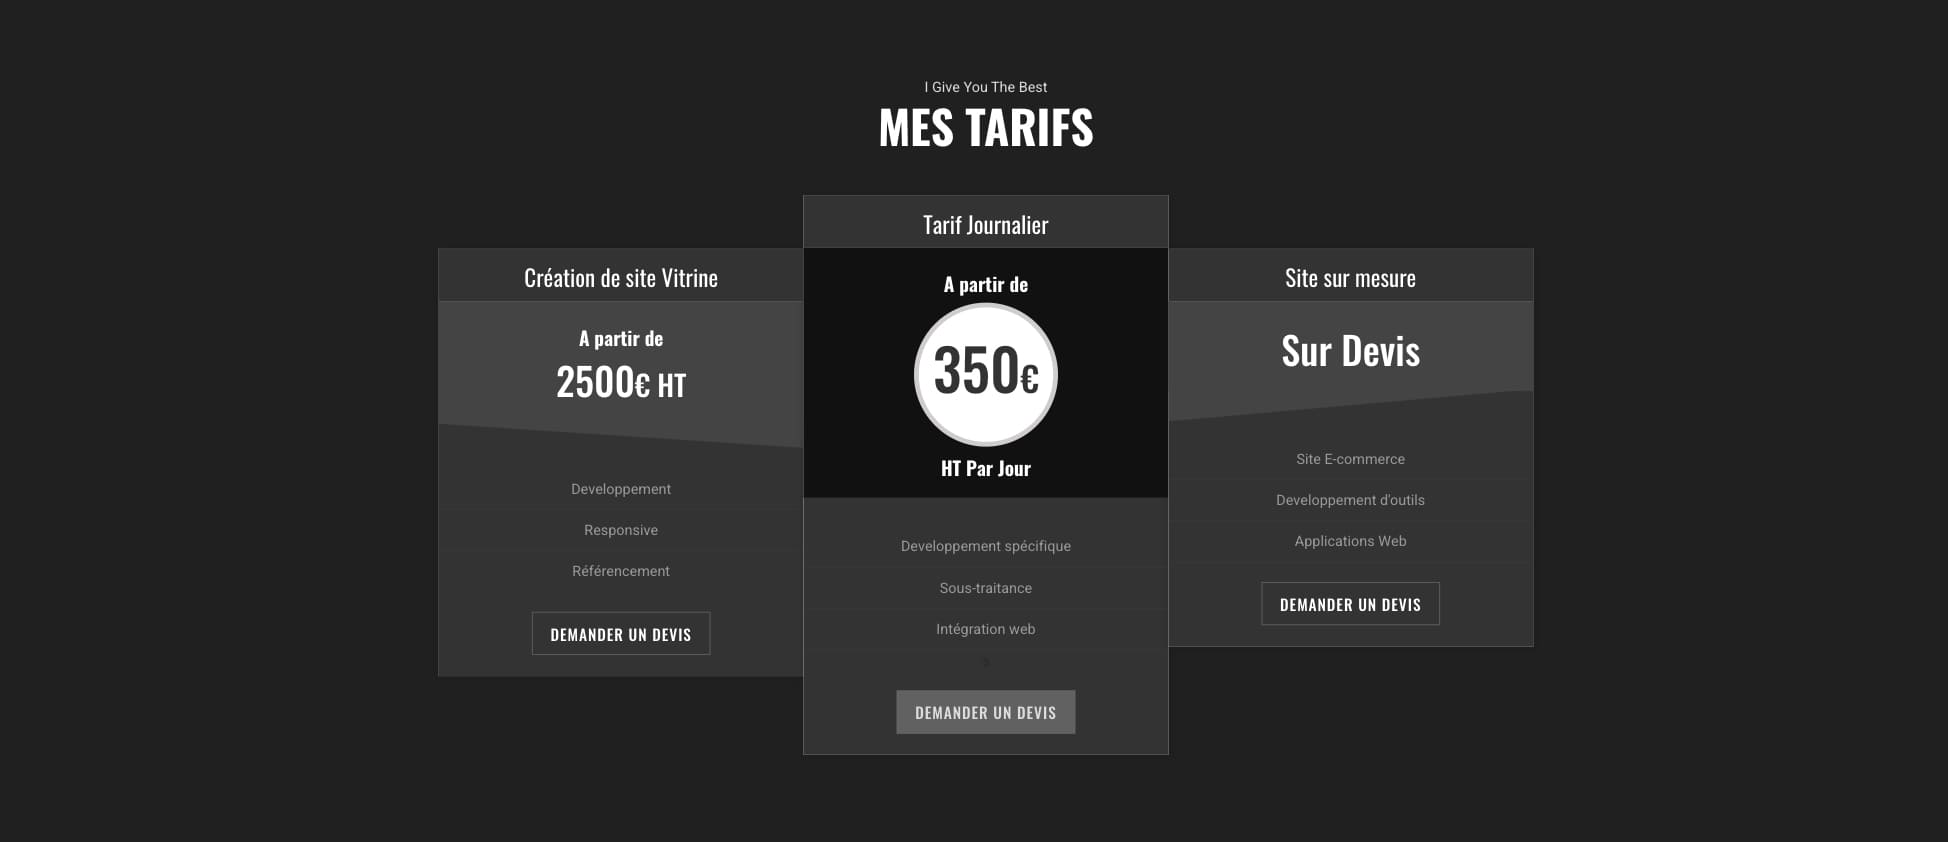 I Give You The Best
MES TARIFS
Création de site Vitrine
A partir de
2500€ HT
Developpement
Responsive
Référencement
DEMANDER UN DEVIS
Tarif Journalier
A partir de
350€
HT Par Jour
Developpement spécifique
Sous-traitance
Intégration web
DEMANDER UN DEVIS
Site sur mesure
Sur Devis
Site E-commerce
Developpement d'outils
Applications Web
DEMANDER UN DEVIS